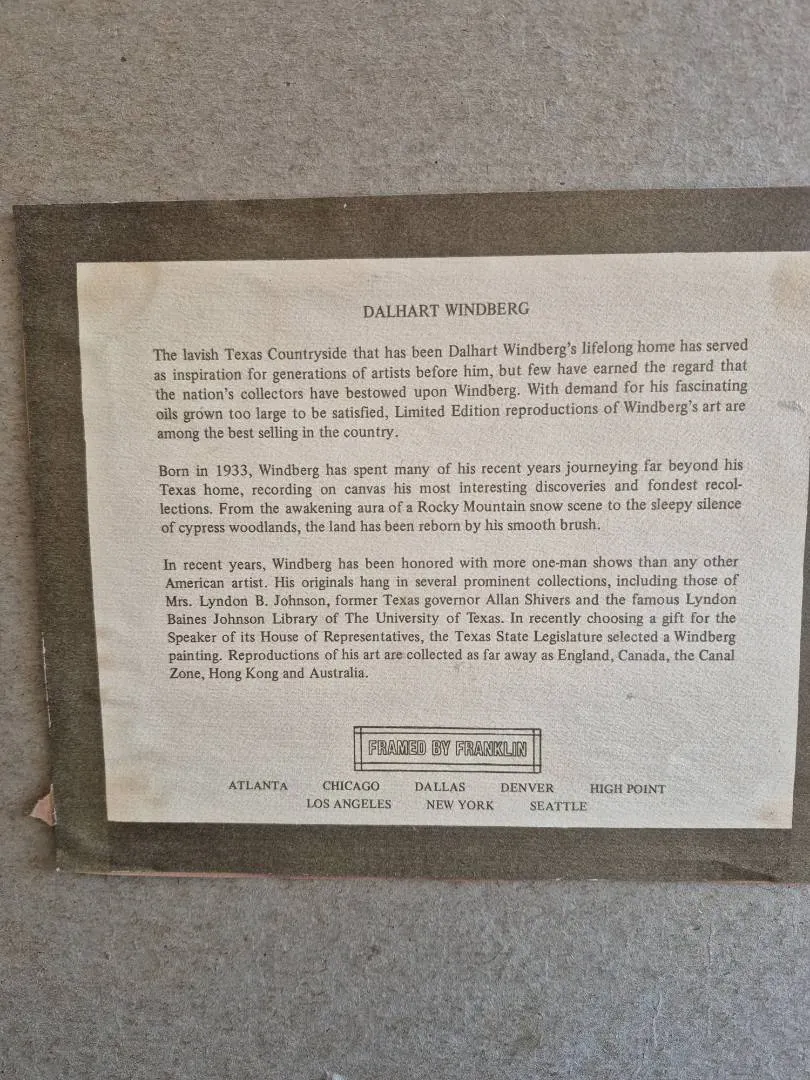 DALHART WINDBERG
The lavish Texas Countryside that has been Dalhart Windberg's lifelong home has served
as inspiration for generations of artists before him, but few have earned the regard that
the nation's collectors have bestowed upon Windberg. With demand for his fascinating
oils grown too large to be satisfied, Limited Edition reproductions of Windberg's art are
among the best selling in the country.
Born in 1933, Windberg has spent many of his recent years journeying far beyond his
Texas home, recording on canvas his most interesting discoveries and fondest recol-
lections. From the awakening aura of a Rocky Mountain snow scene to the sleepy silence
of cypress woodlands, the land has been reborn by his smooth brush.
In recent years, Windberg has been honored with more one-man shows than any other
American artist. His originals hang in several prominent collections, including those of
Mrs. Lyndon B. Johnson, former Texas governor Allan Shivers and the famous Lyndon
Baines Johnson Library of The University of Texas. In recently choosing a gift for the
Speaker of its House of Representatives, the Texas State Legislature selected a Windberg
painting. Reproductions of his art are collected as far away as England, Canada, the Canal
Zone, Hong Kong and Australia.
FRAMED BY FRANKLIN
ATLANTA CHICAGO DALLAS DENVER HIGH POINT
LOS ANGELES NEW YORK SEATTLE